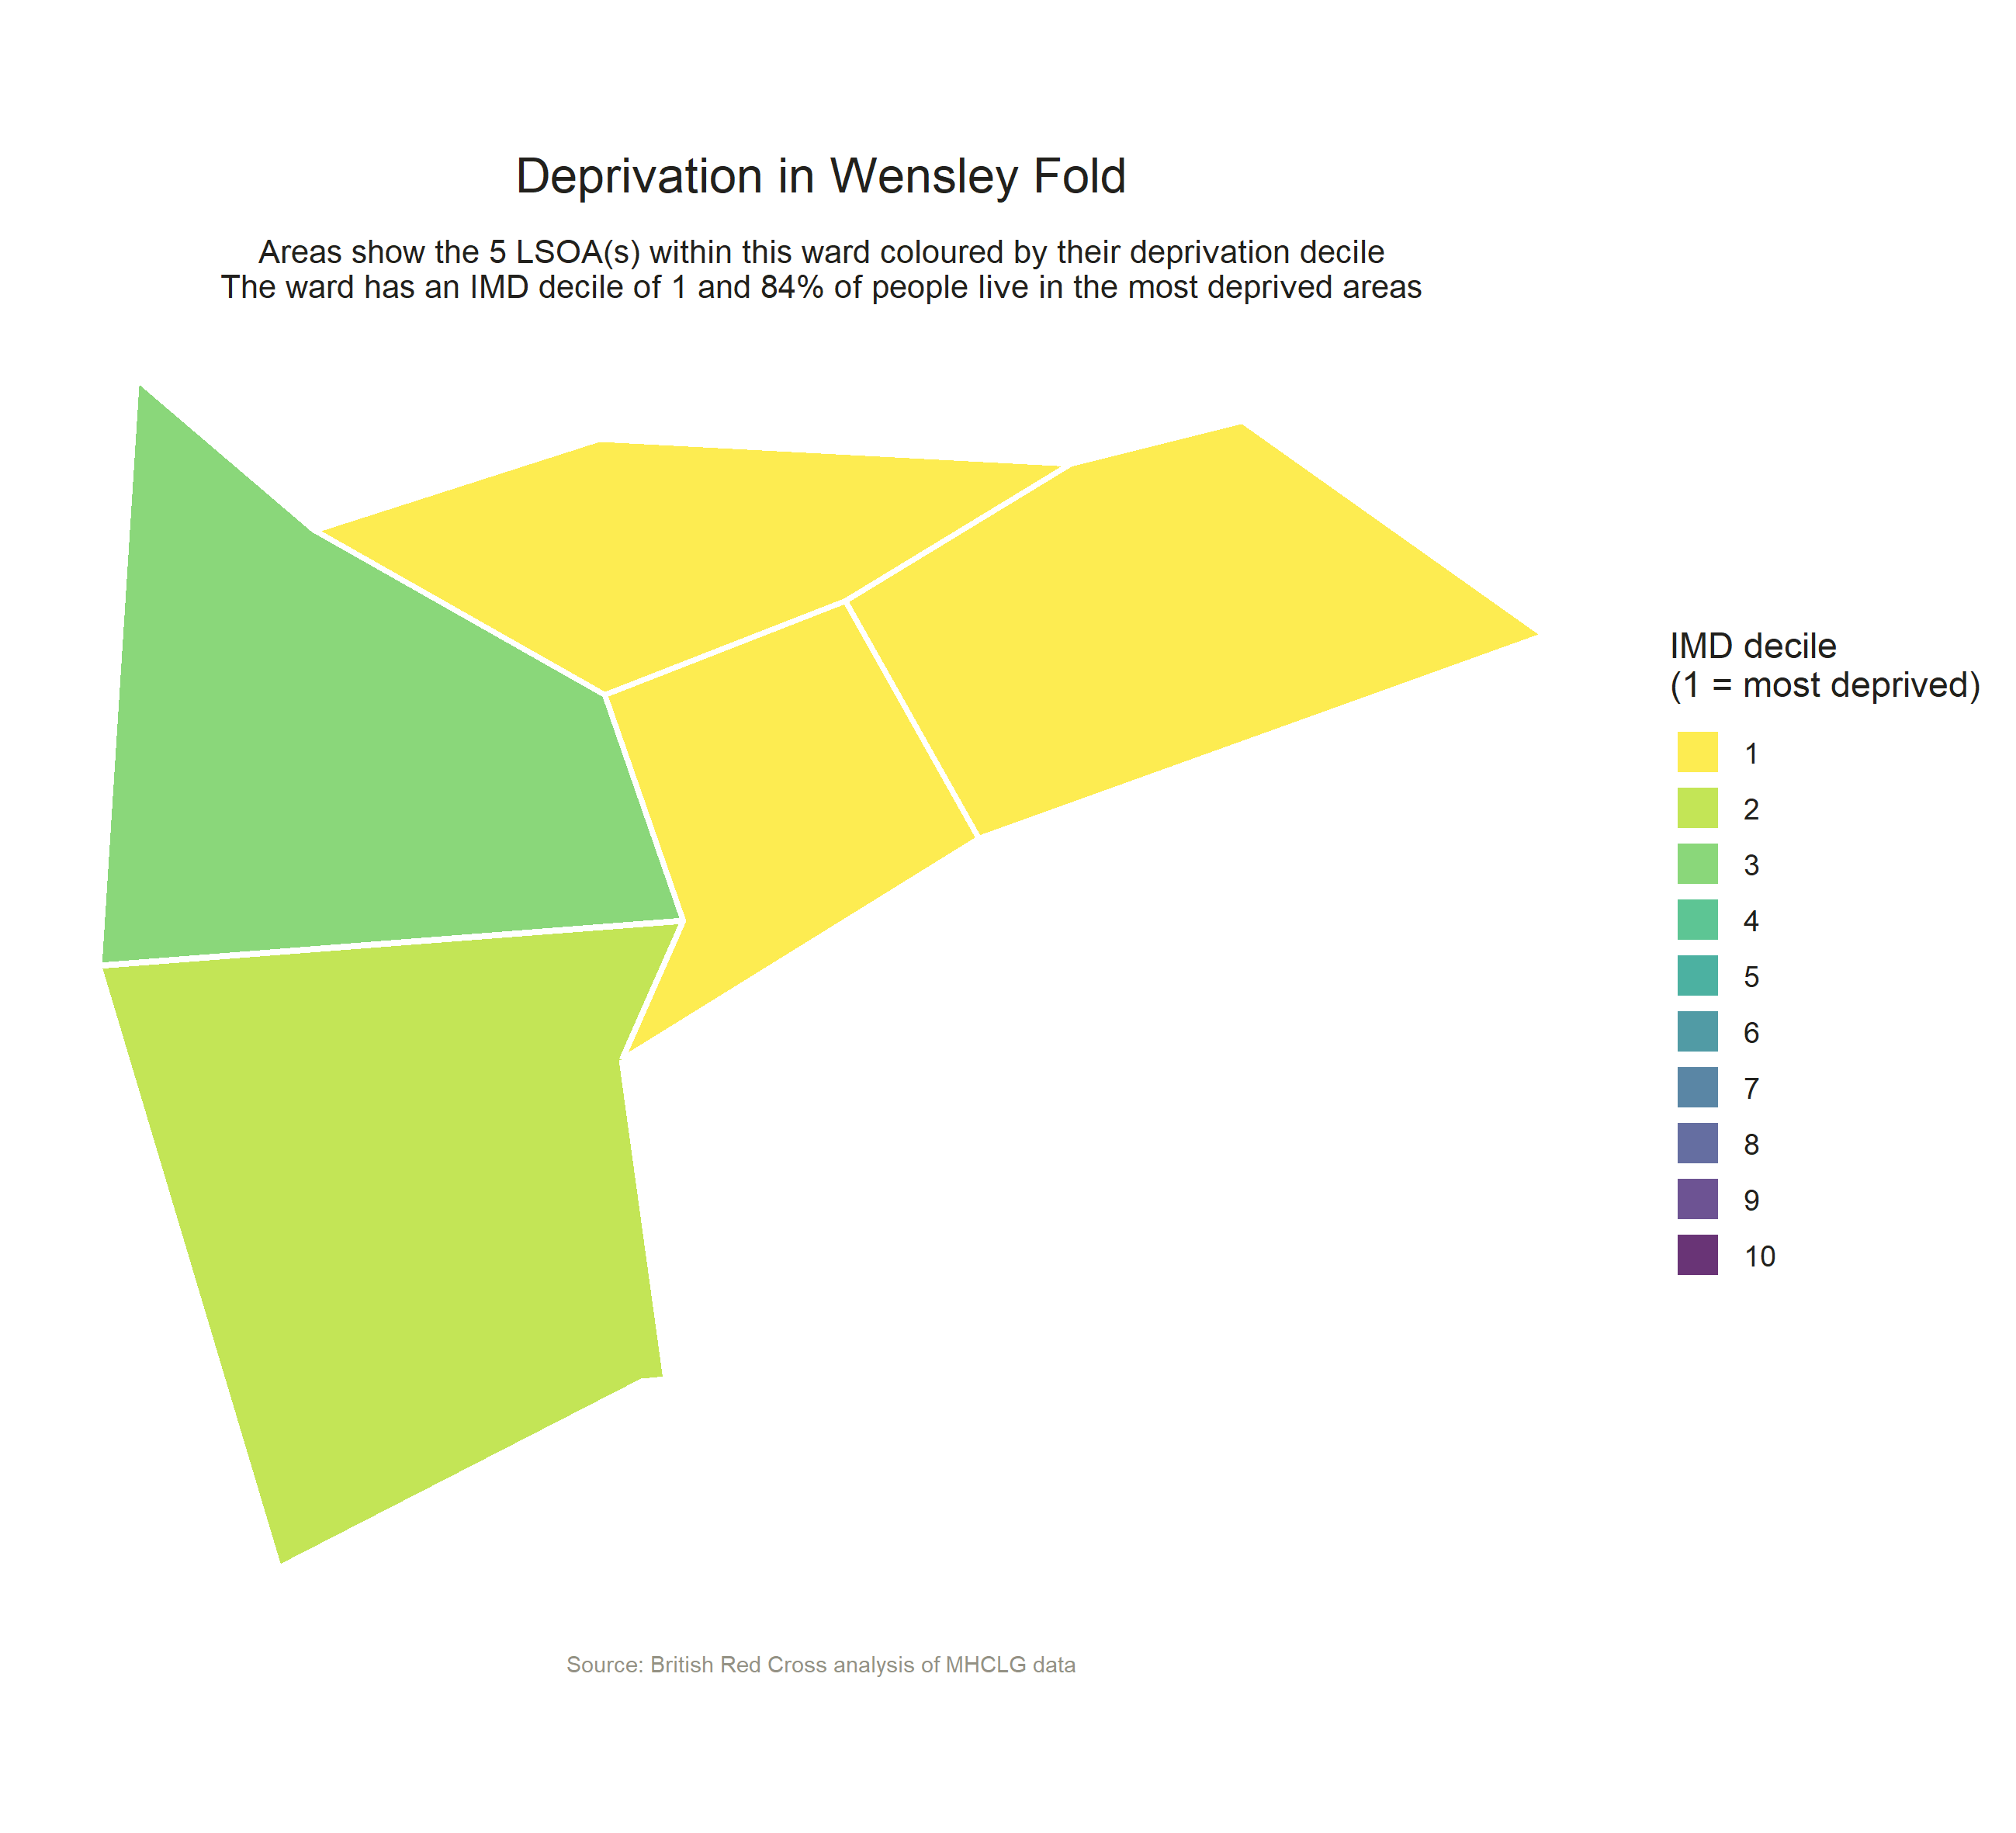 Deprivation in Wensley Fold
Areas show the 5 LSOA(s) within this ward coloured by their deprivation decile
The ward has an IMD decile of 1 and 84% of people live in the most deprived areas
IMD decile
(1 = most deprived)
1
2
3
4
5
6
7
8
9
10
Source: British Red Cross analysis of MHCLG data